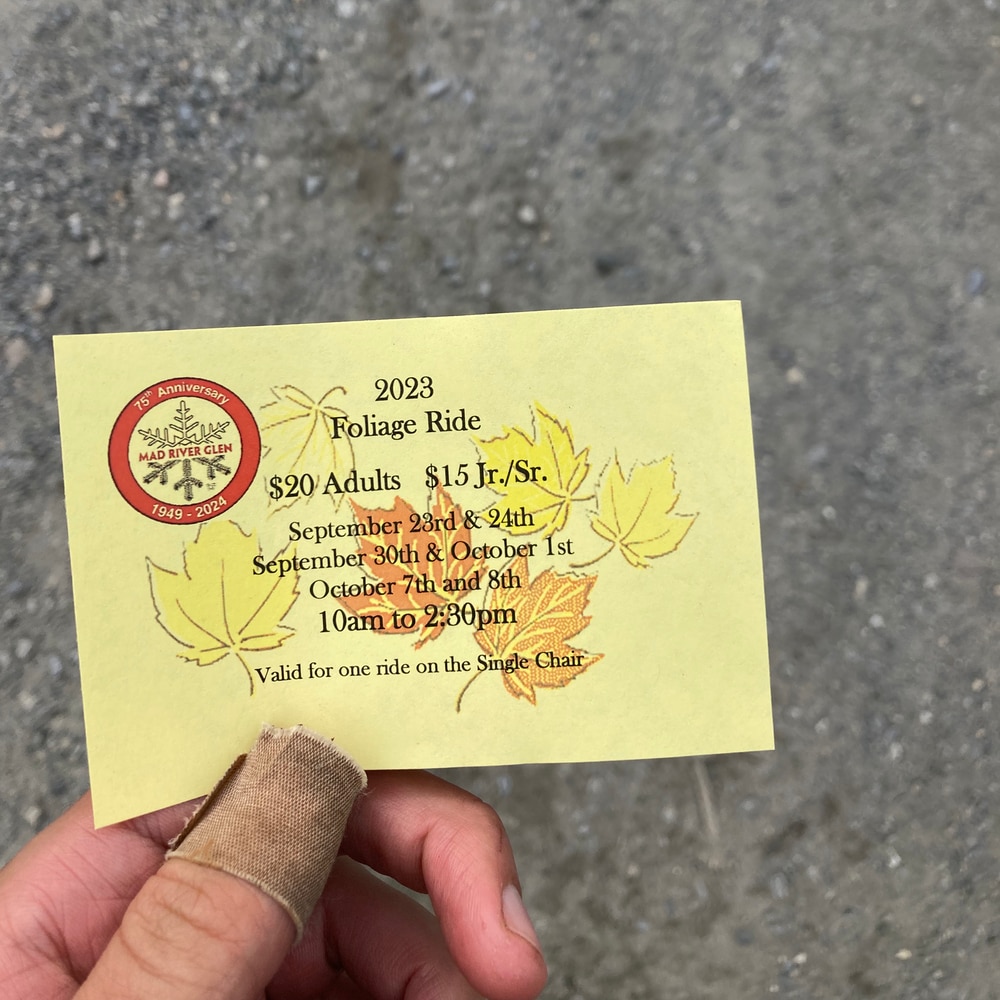 75th Anniversary
MAD RIVER GLEN
1949 - 2024
2023
Foliage Ride
$20 Adults $15 Jr./Sr.
September 23rd & 24th
September 30th & October 1st
October 7th and 8th
10am to 2:30pm
Valid for one ride on the Single Chair